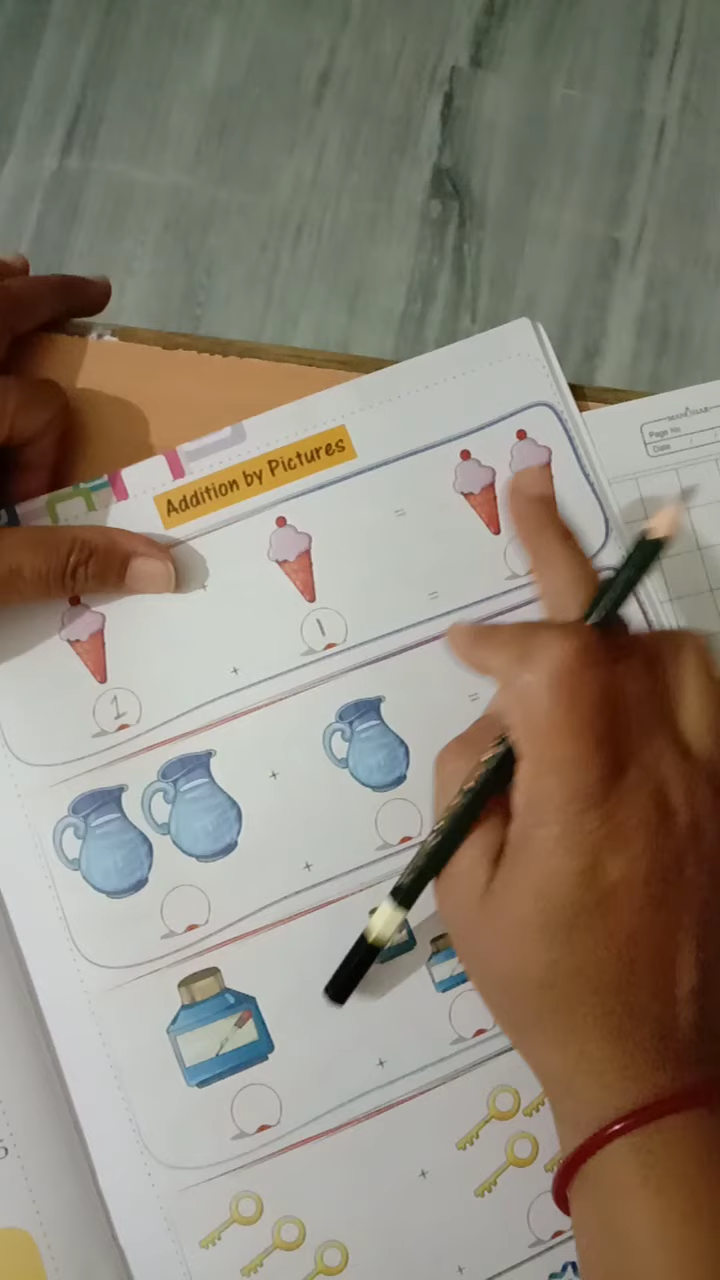 Addition by Pictures
Page No
Date / /
+ =
1 + 1 =
+ =
+
+
+
+